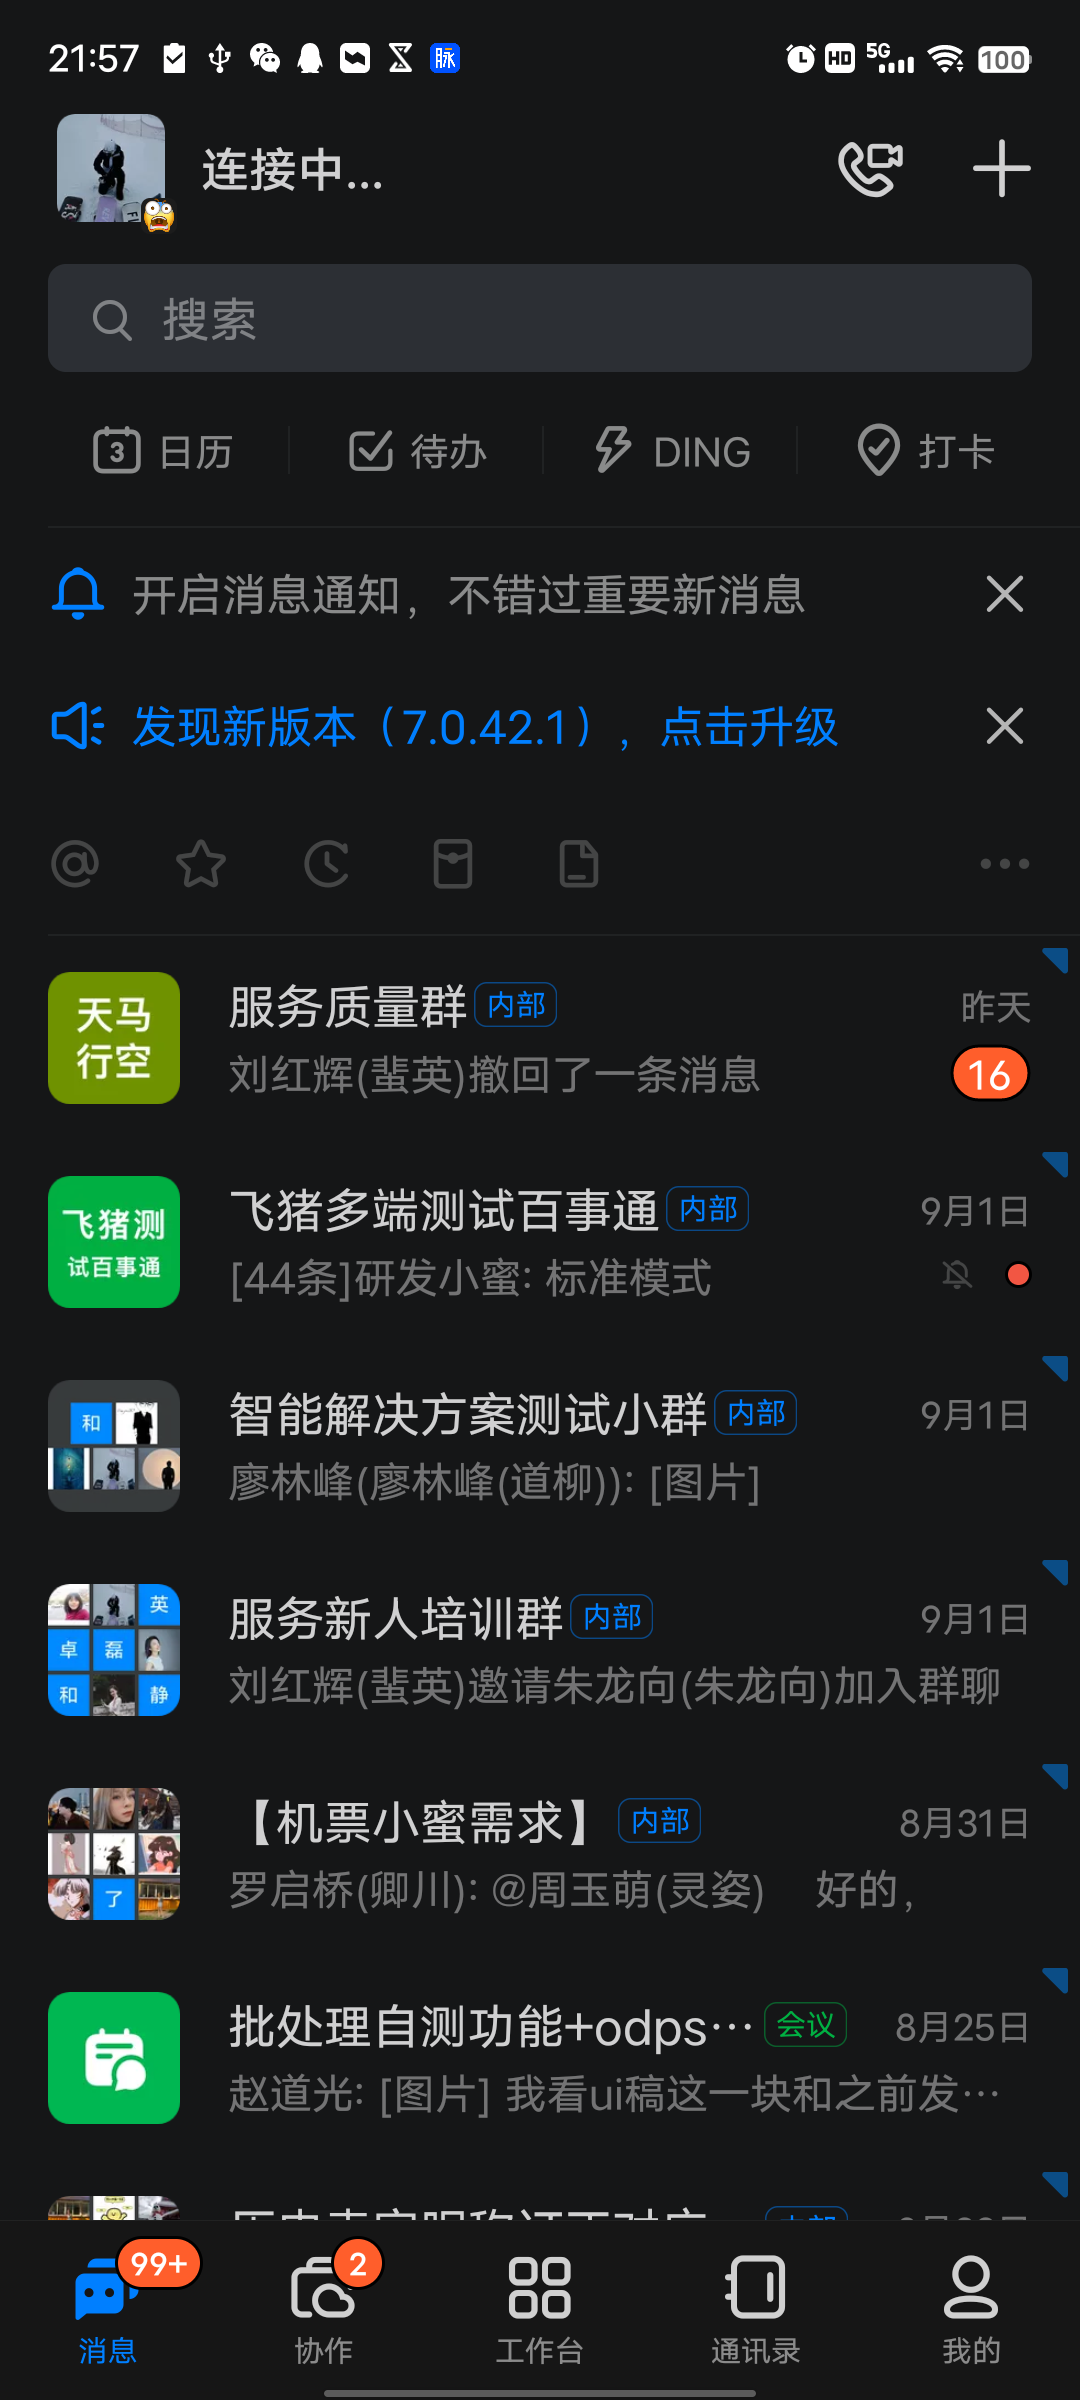 21:57
脉
HD
5G
100
连接中...
搜索
3
日历
待办
DING
打卡
开启消息通知，不错过重要新消息
发现新版本（7.0.42.1），点击升级
天马
行空
服务质量群
内部
昨天
刘红辉(蜚英)撤回了一条消息
16
飞猪测
试百事通
飞猪多端测试百事通
内部
9月1日
[44条]研发小蜜: 标准模式
和
智能解决方案测试小群
内部
9月1日
廖林峰(廖林峰(道柳)): [图片]
英
卓
磊
和
静
服务新人培训群
内部
9月1日
刘红辉(蜚英)邀请朱龙向(朱龙向)加入群聊
了
【机票小蜜需求】
内部
8月31日
罗启桥(卿川): @周玉萌(灵姿) 好的，
批处理自测功能+odps…
会议
8月25日
赵道光: [图片] 我看ui稿这一块和之前发…
内部
99+
2
消息
协作
工作台
通讯录
我的